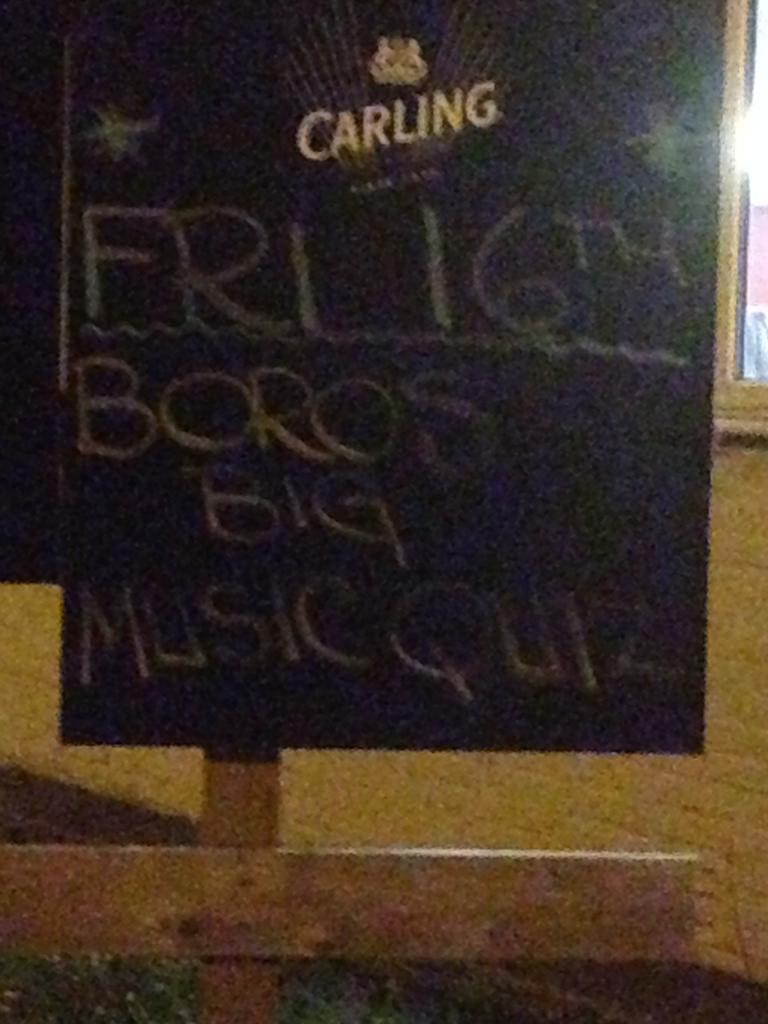 CARLING
FRI 16TH
BORO'S
BIG
MUSIC QUIZ